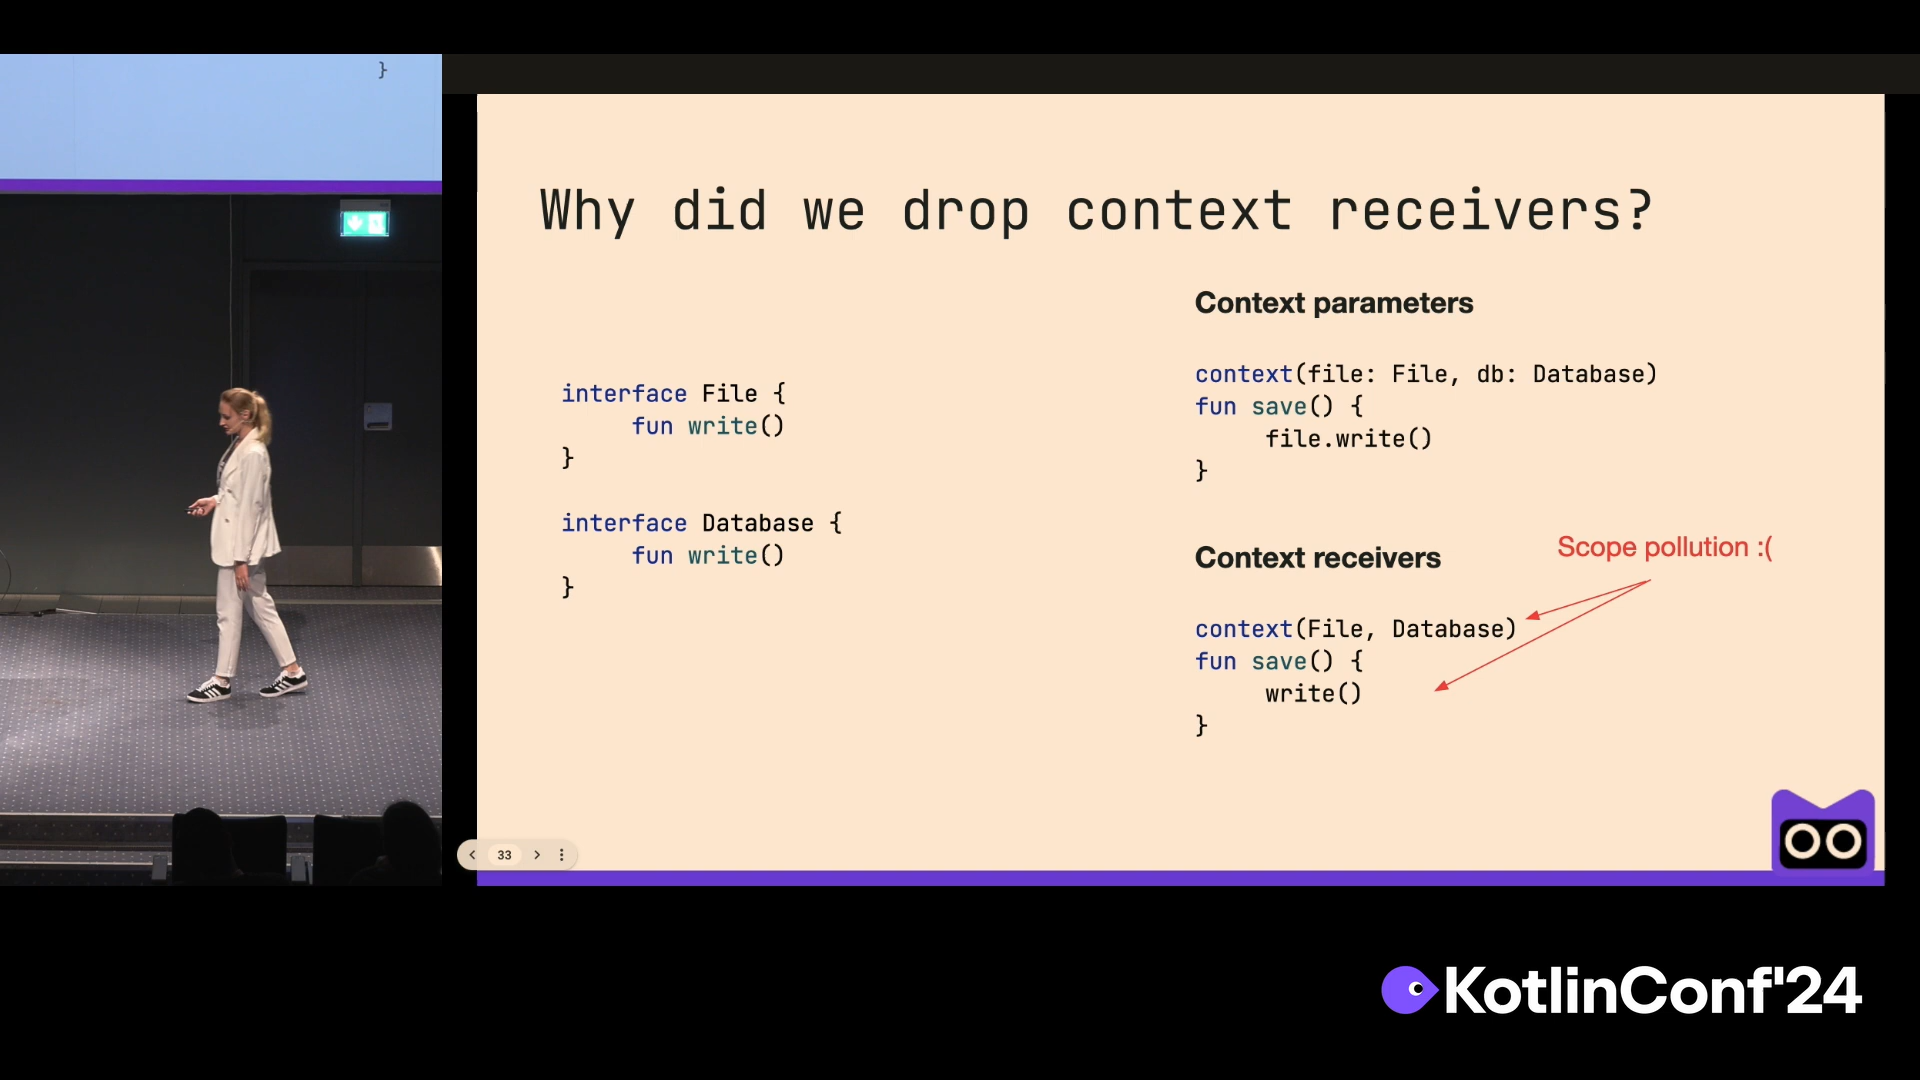 }
Why did we drop context receivers?
interface File {
fun write()
}
interface Database {
fun write()
}
Context parameters
context(file: File, db: Database)
fun save() {
file.write()
}
Context receivers
Scope pollution :(
context(File, Database)
fun save() {
write()
}
33
KotlinConf'24